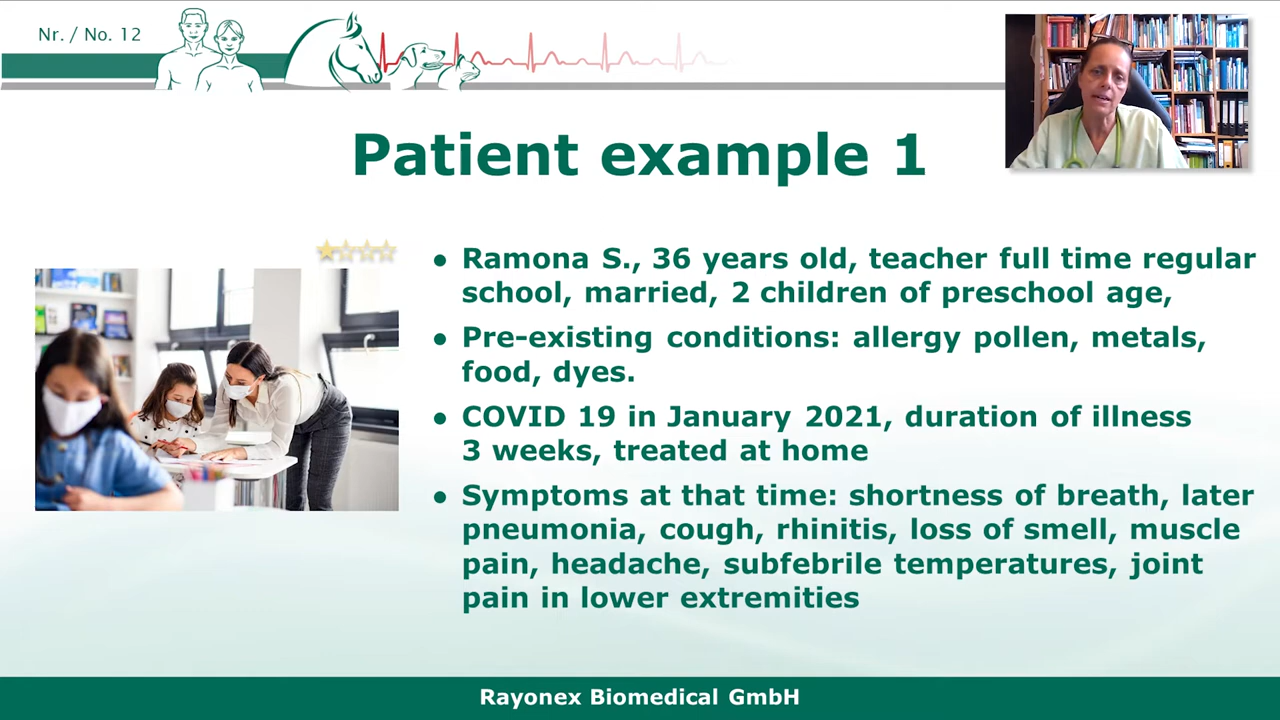 Nr. / No. 12
Patient example 1
● Ramona S., 36 years old, teacher full time regular
school, married, 2 children of preschool age,
● Pre-existing conditions: allergy pollen, metals,
food, dyes.
● COVID 19 in January 2021, duration of illness
3 weeks, treated at home
● Symptoms at that time: shortness of breath, later
pneumonia, cough, rhinitis, loss of smell, muscle
pain, headache, subfebrile temperatures, joint
pain in lower extremities
Rayonex Biomedical GmbH